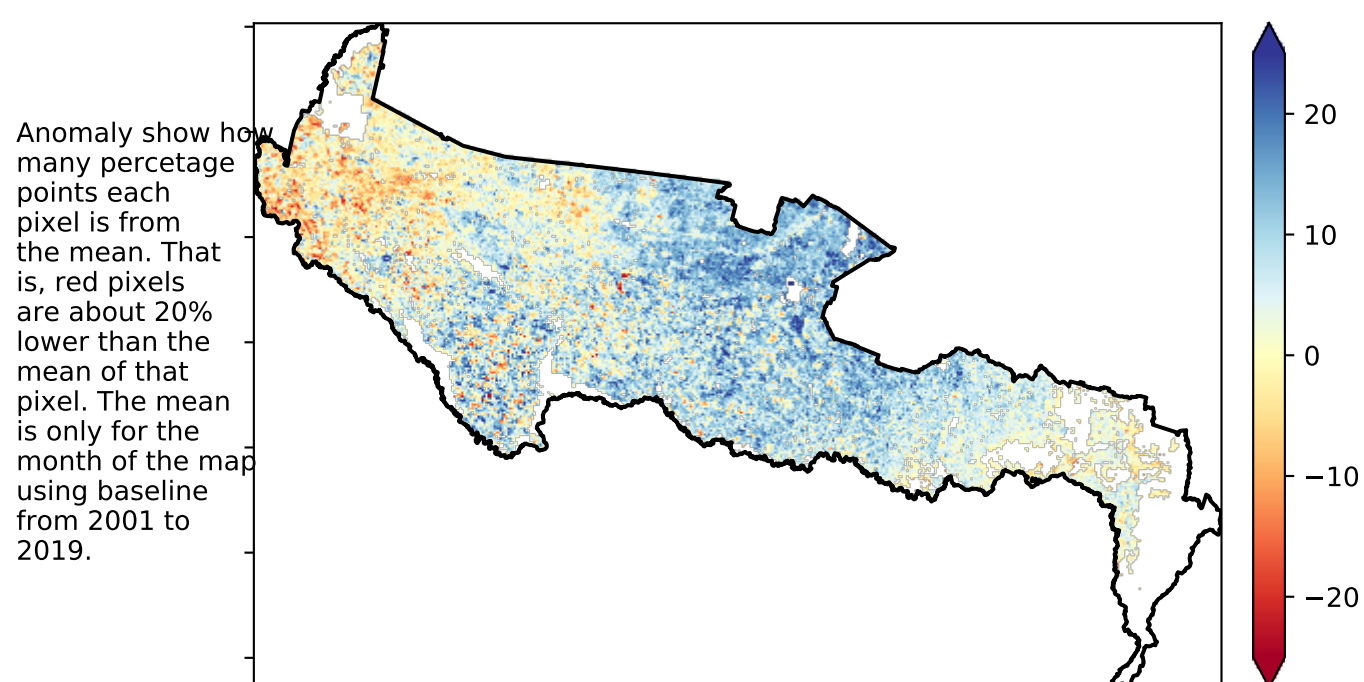 Anomaly show how
many percetage
points each
pixel is from
the mean. That
is, red pixels
are about 20%
lower than the
mean of that
pixel. The mean
is only for the
month of the map
using baseline
from 2001 to
2019.
20
10
0
−10
−20